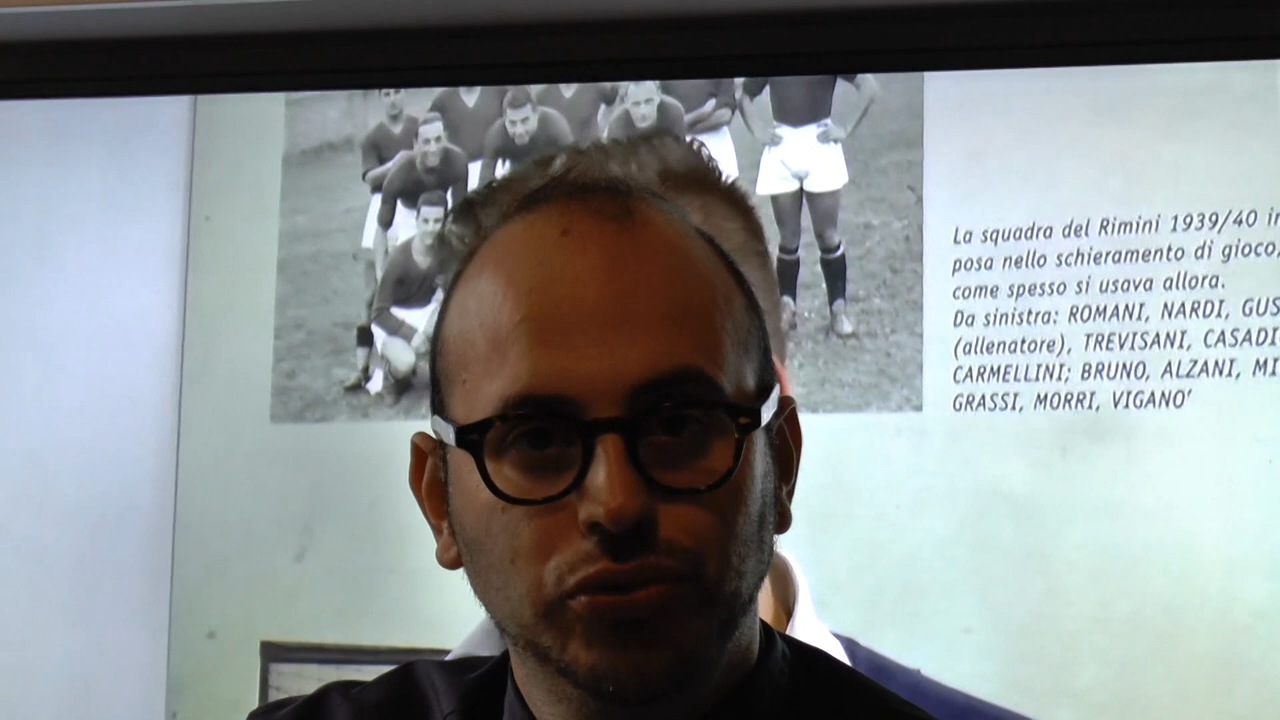 La squadra del Rimini 1939/40 in
posa nello schieramento di gioco,
come spesso si usava allora.
Da sinistra: ROMANI, NARDI, GUS
(allenatore), TREVISANI, CASADI
CARMELLINI; BRUNO, ALZANI, MI
GRASSI, MORRI, VIGANO'